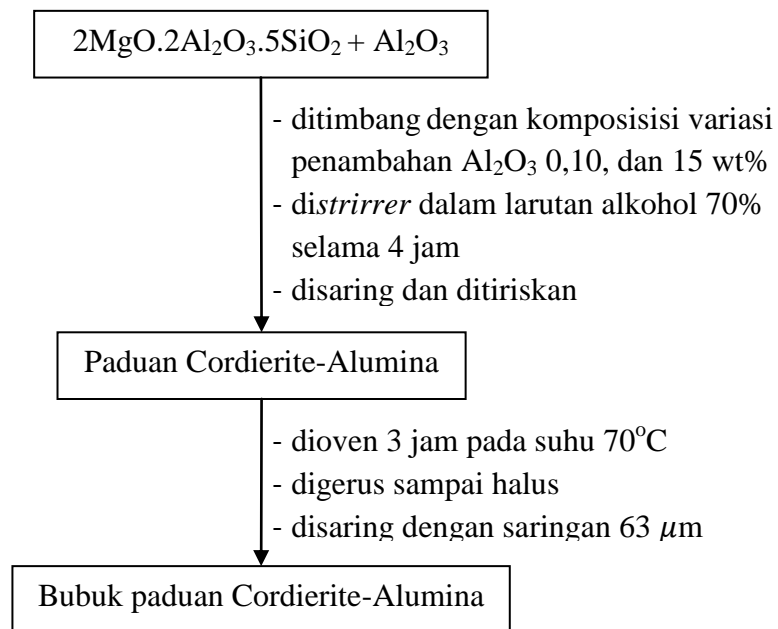 2MgO.2Al₂O₃.5SiO₂ + Al₂O₃
- ditimbang dengan komposisisi variasi
penambahan Al₂O₃ 0,10, dan 15 wt%
- distrirrer dalam larutan alkohol 70%
selama 4 jam
- disaring dan ditiriskan
Paduan Cordierite-Alumina
- dioven 3 jam pada suhu 70°C
- digerus sampai halus
- disaring dengan saringan 63 µm
Bubuk paduan Cordierite-Alumina